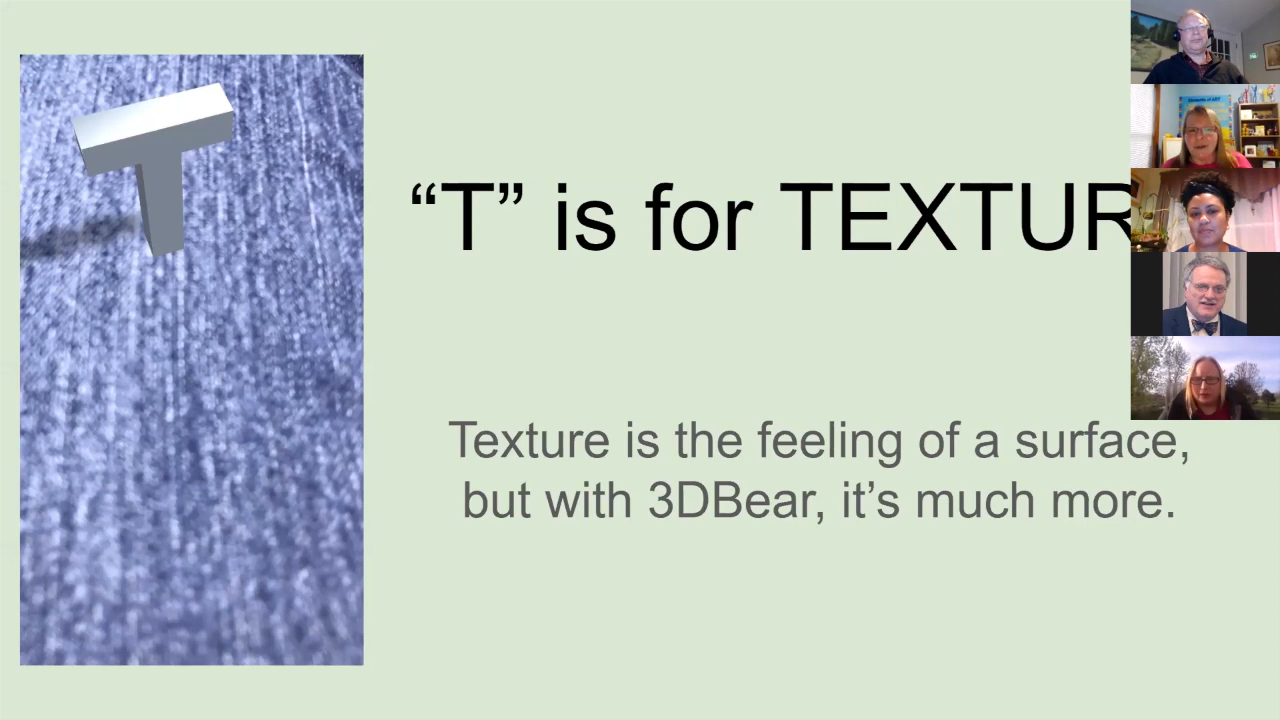 “T” is for TEXTUR
Texture is the feeling of a surface,
but with 3DBear, it’s much more.